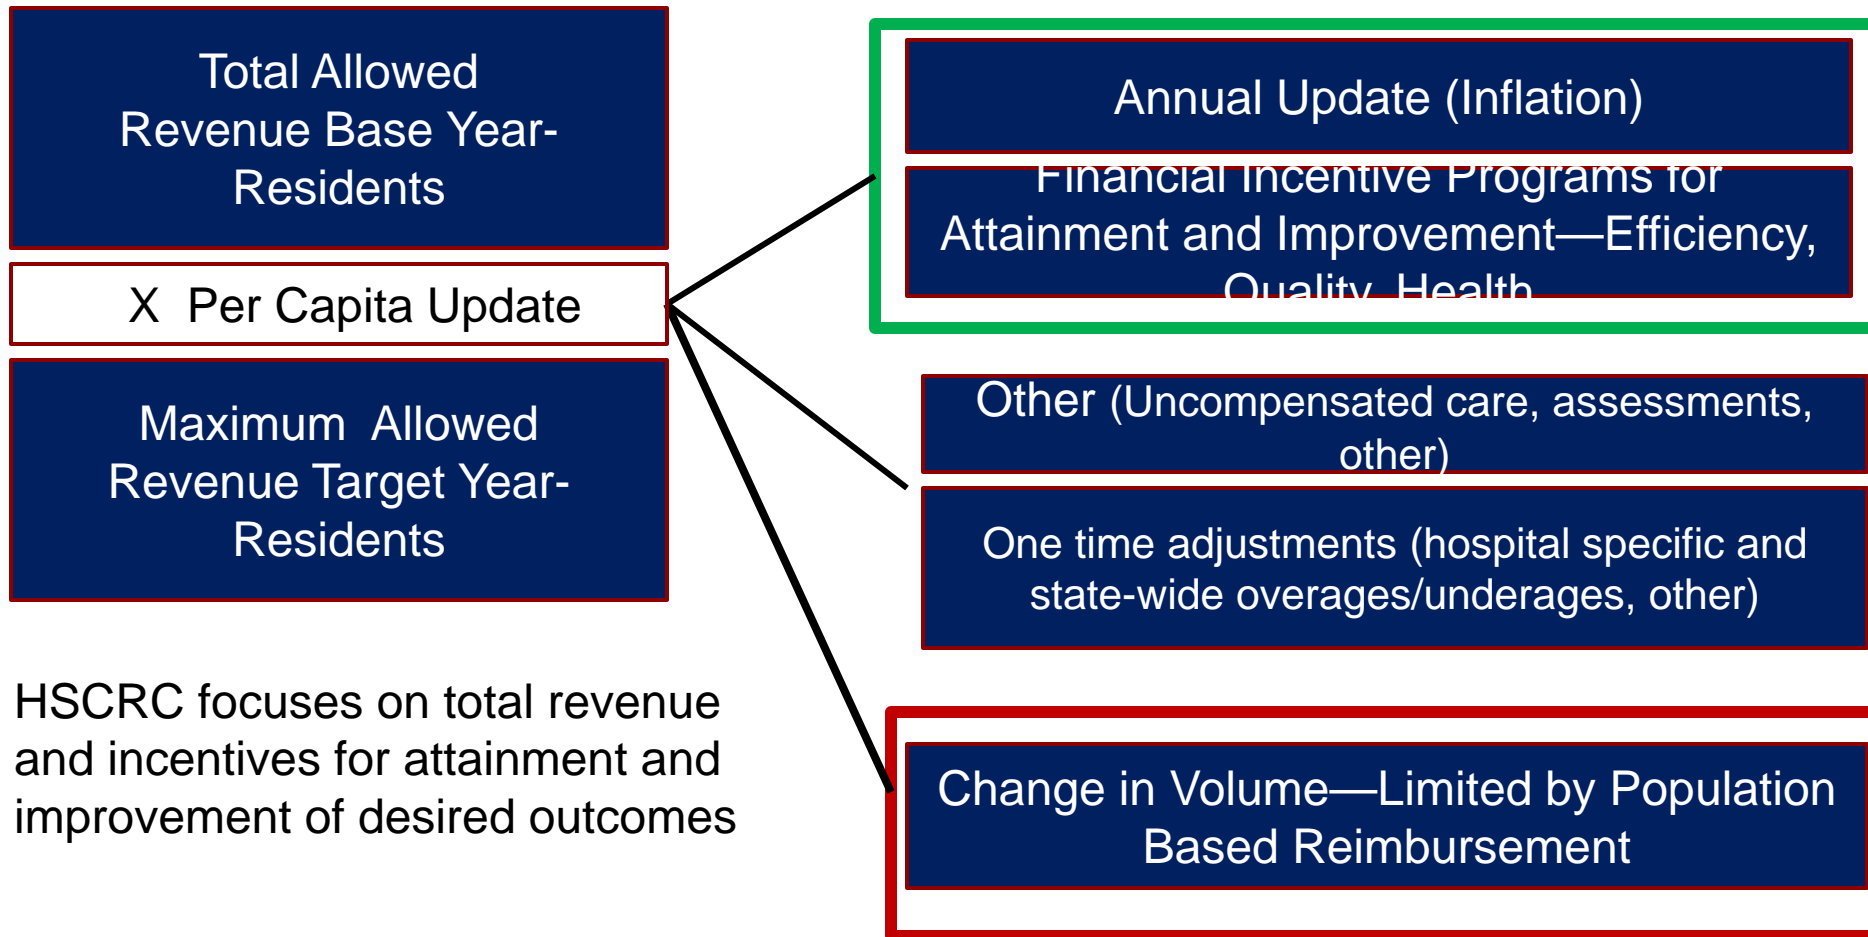 Total Allowed
Revenue Base Year-
Residents
X Per Capita Update
Maximum Allowed
Revenue Target Year-
Residents
HSCRC focuses on total revenue
and incentives for attainment and
improvement of desired outcomes
Annual Update (Inflation)
Financial Incentive Programs for
Attainment and Improvement—Efficiency,
Quality, Health
Other (Uncompensated care, assessments,
other)
One time adjustments (hospital specific and
state-wide overages/underages, other)
Change in Volume—Limited by Population
Based Reimbursement